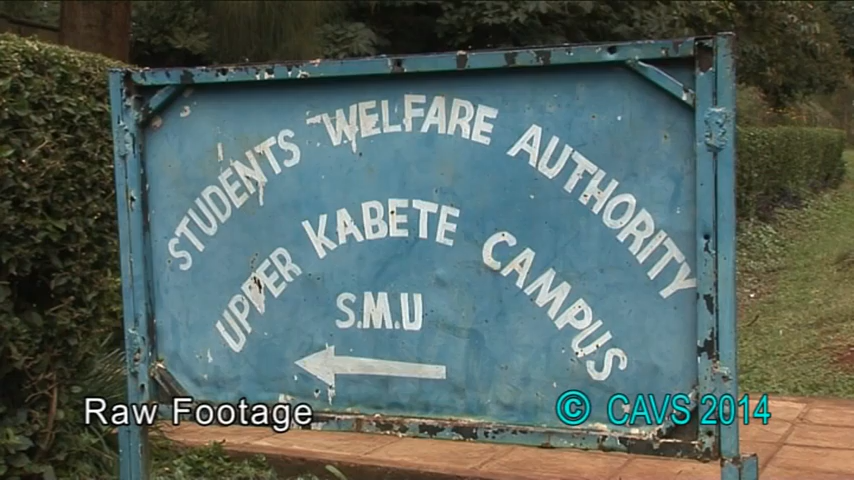 STUDENTS WELFARE AUTHORITY
UPPER KABETE CAMPUS
S.M.U
Raw Footage
© CAVS 2014